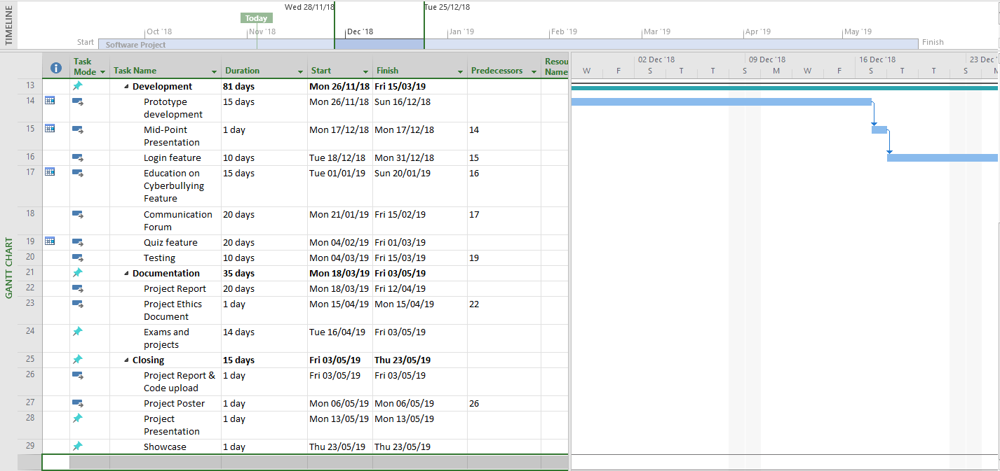 TIMELINE
Wed 28/11/18 Tue 25/12/18
Today
Oct '18 Nov '18 Dec '18 Jan '19 Feb '19 Mar '19 Apr '19 May '19
Start Software Project Finish
GANTT CHART
Task Mode Task Name Duration Start Finish Predecessors Resou Name
02 Dec '18 09 Dec '18 16 Dec '18 23 Dec '
W F S T T S M W F S T T S M
13 Development 81 days Mon 26/11/18 Fri 15/03/19
14 Prototype development 15 days Mon 26/11/18 Sun 16/12/18
15 Mid-Point Presentation 1 day Mon 17/12/18 Mon 17/12/18 14
16 Login feature 10 days Tue 18/12/18 Mon 31/12/18 15
17 Education on Cyberbullying Feature 15 days Tue 01/01/19 Sun 20/01/19 16
18 Communication Forum 20 days Mon 21/01/19 Fri 15/02/19 17
19 Quiz feature 20 days Mon 04/02/19 Fri 01/03/19
20 Testing 10 days Mon 04/03/19 Fri 15/03/19 19
21 Documentation 35 days Mon 18/03/19 Fri 03/05/19
22 Project Report 20 days Mon 18/03/19 Fri 12/04/19
23 Project Ethics Document 1 day Mon 15/04/19 Mon 15/04/19 22
24 Exams and projects 14 days Tue 16/04/19 Fri 03/05/19
25 Closing 15 days Fri 03/05/19 Thu 23/05/19
26 Project Report & Code upload 1 day Fri 03/05/19 Fri 03/05/19
27 Project Poster 1 day Mon 06/05/19 Mon 06/05/19 26
28 Project Presentation 1 day Mon 13/05/19 Mon 13/05/19
29 Showcase 1 day Thu 23/05/19 Thu 23/05/19